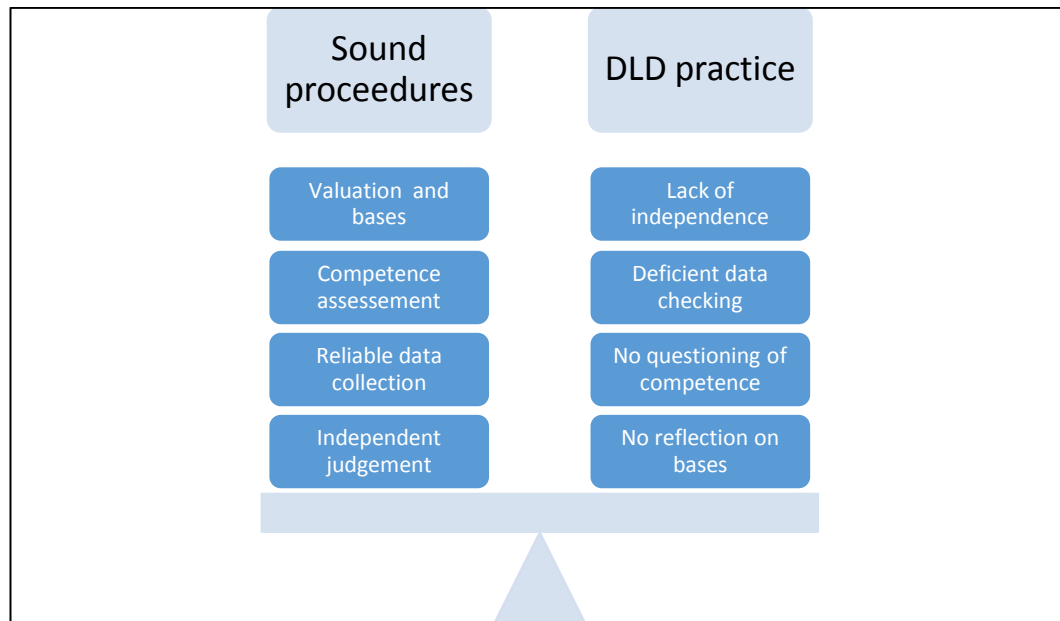 Sound
proceedures
DLD practice
Valuation and
bases
Competence
assessement
Reliable data
collection
Independent
judgement
Lack of
independence
Deficient data
checking
No questioning of
competence
No reflection on
bases